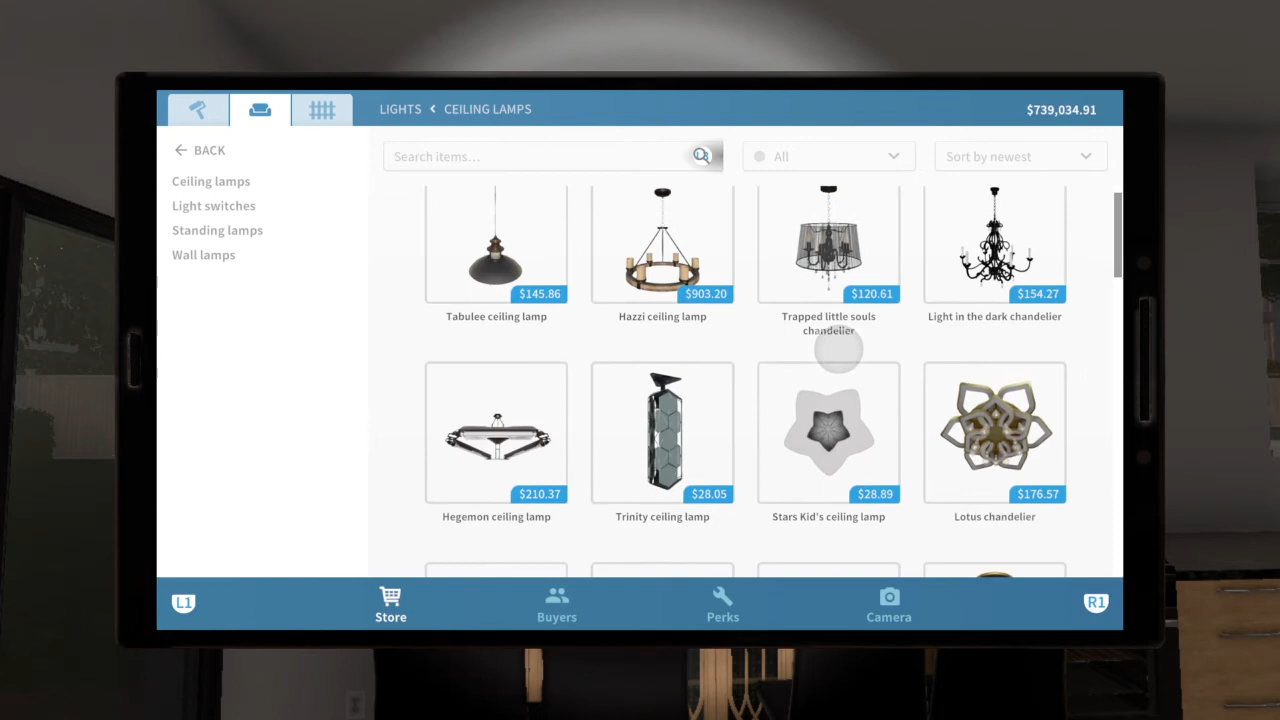 LIGHTS < CEILING LAMPS
$739,034.91
BACK
Search items...
All
Sort by newest
Ceiling lamps
Light switches
Standing lamps
Wall lamps
$145.86
$903.20
$120.61
$154.27
Tabulee ceiling lamp
Hazzi ceiling lamp
Trapped little souls
chandelier
Light in the dark chandelier
$210.37
$28.05
$28.89
$176.57
Hegemon ceiling lamp
Trinity ceiling lamp
Stars Kid's ceiling lamp
Lotus chandelier
L1
Store
Buyers
Perks
Camera
R1